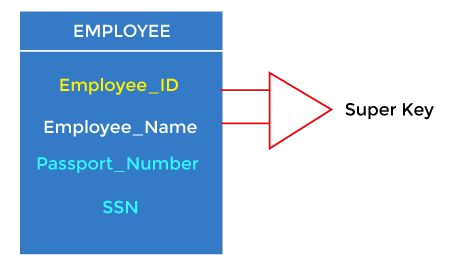 EMPLOYEE
Employee_ID
Employee_Name
Super Key
Passport_Number
SSN